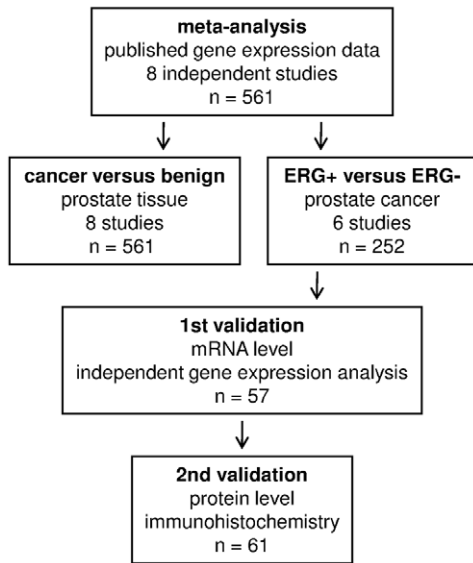 meta-analysis
published gene expression data
8 independent studies
n = 561
cancer versus benign
prostate tissue
8 studies
n = 561
ERG+ versus ERG-
prostate cancer
6 studies
n = 252
1st validation
mRNA level
independent gene expression analysis
n = 57
2nd validation
protein level
immunohistochemistry
n = 61